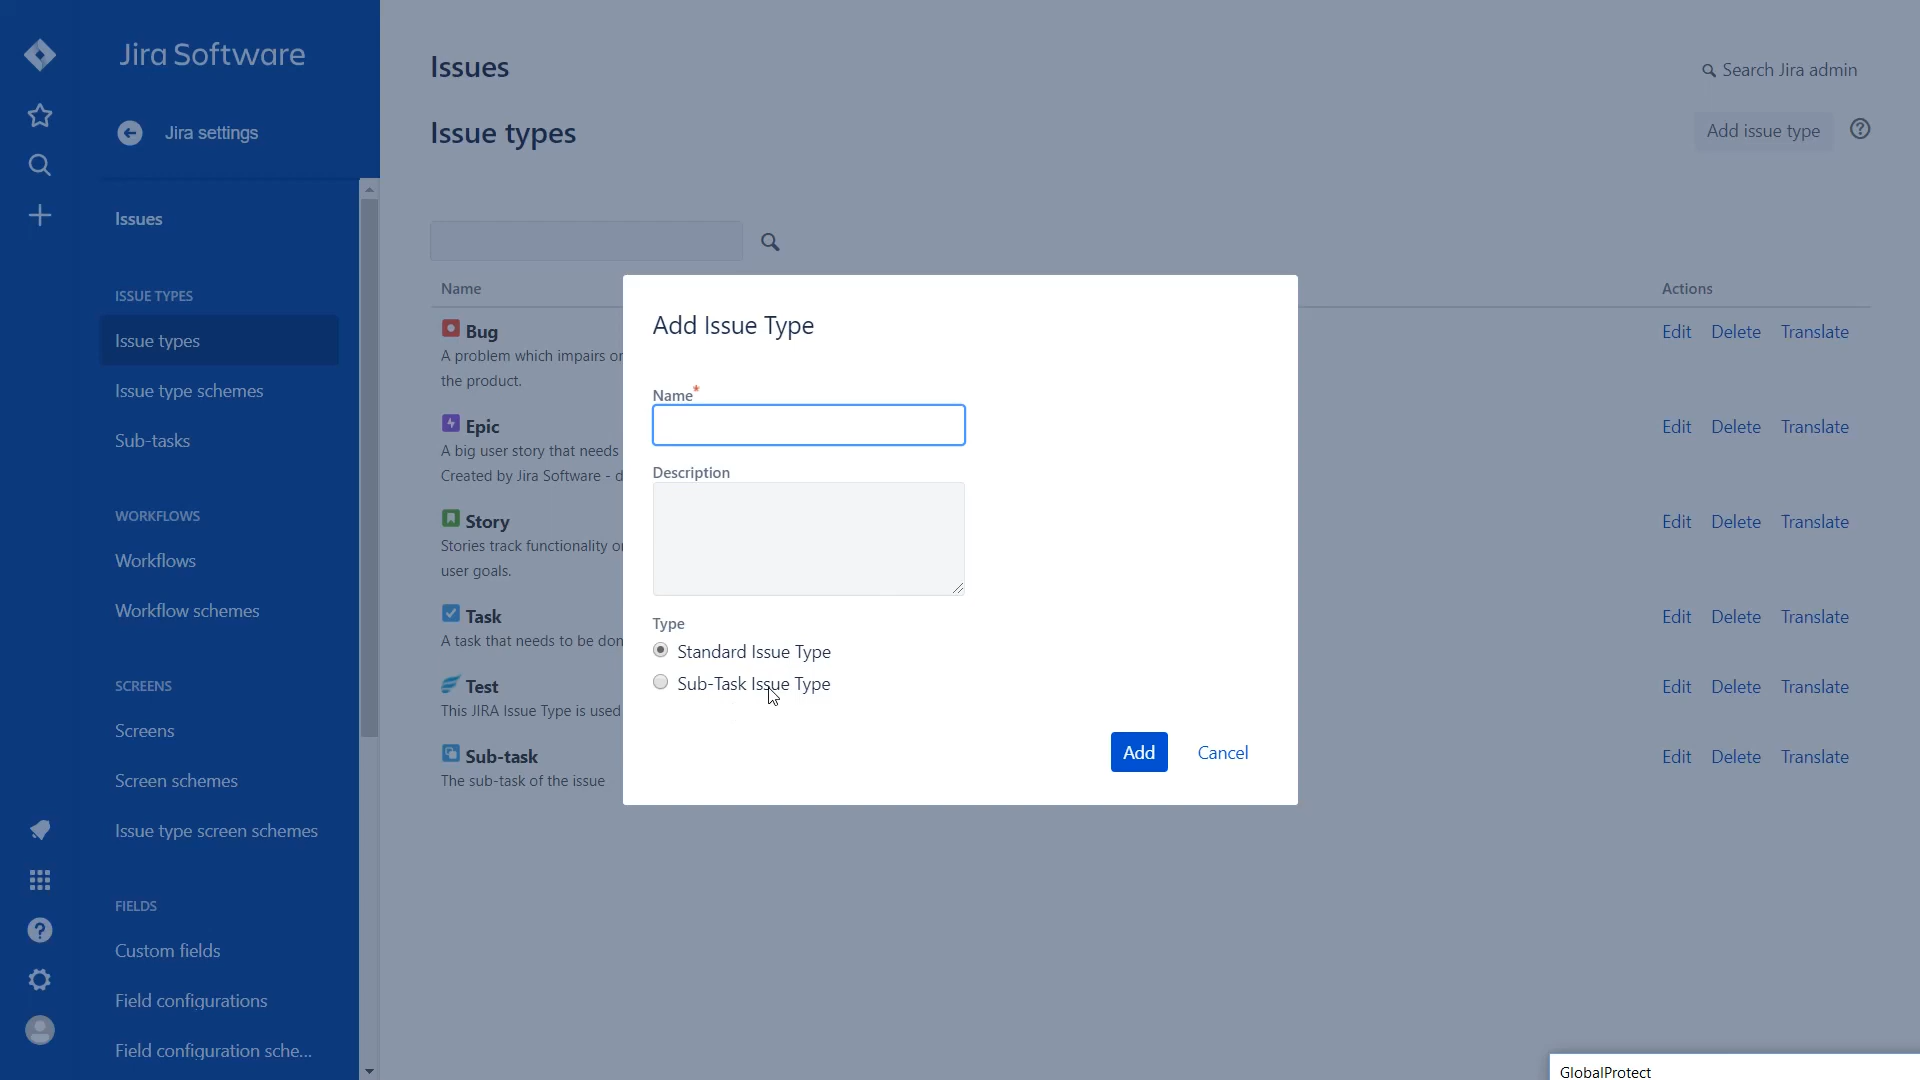 Jira Software
Jira settings
Issues
ISSUE TYPES
Issue types
Issue type schemes
Sub-tasks
WORKFLOWS
Workflows
Workflow schemes
SCREENS
Screens
Screen schemes
Issue type screen schemes
FIELDS
Custom fields
Field configurations
Field configuration sche...
Issues
Search Jira admin
Issue types
Add issue type
Name
Actions
Bug
A problem which impairs or
the product.
Edit Delete Translate
Epic
A big user story that needs
Created by Jira Software - d
Edit Delete Translate
Story
Stories track functionality o
user goals.
Edit Delete Translate
Task
A task that needs to be don
Edit Delete Translate
Test
This JIRA Issue Type is used
Edit Delete Translate
Sub-task
The sub-task of the issue
Edit Delete Translate
Add Issue Type
Name*
Description
Type
Standard Issue Type
Sub-Task Issue Type
Add Cancel
GlobalProtect